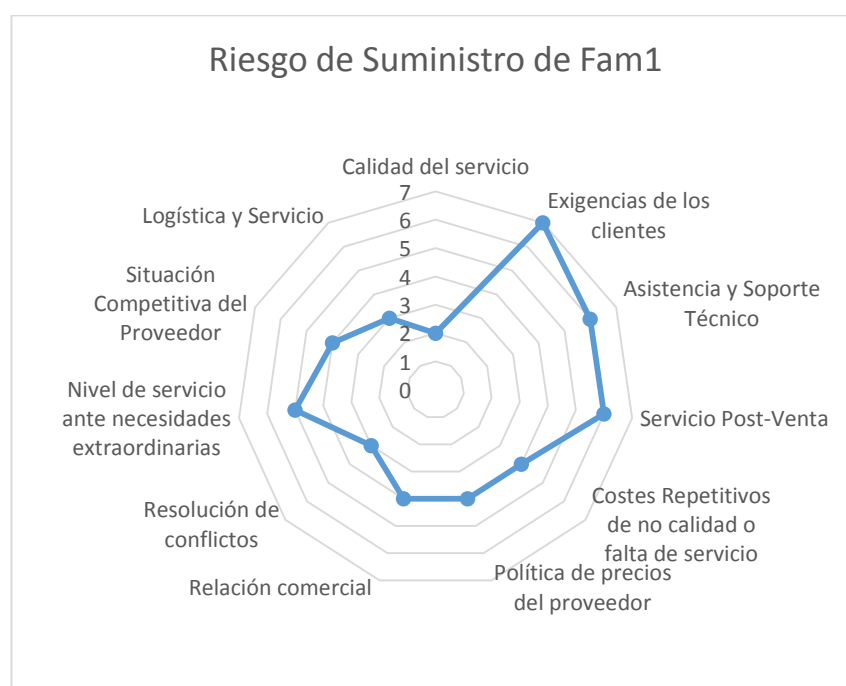 Riesgo de Suministro de Fam1
Calidad del servicio
Exigencias de los
clientes
Asistencia y Soporte
Técnico
Servicio Post-Venta
Costes Repetitivos
de no calidad o
falta de servicio
Política de precios
del proveedor
Relación comercial
Resolución de
conflictos
Nivel de servicio
ante necesidades
extraordinarias
Situación
Competitiva del
Proveedor
Logística y Servicio
7
6
5
4
3
2
1
0